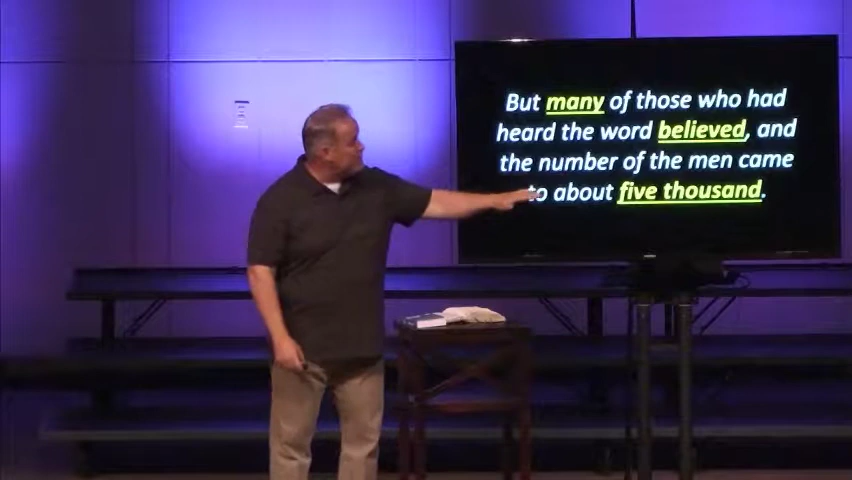 But many of those who had
heard the word believed, and
the number of the men came
to about five thousand.